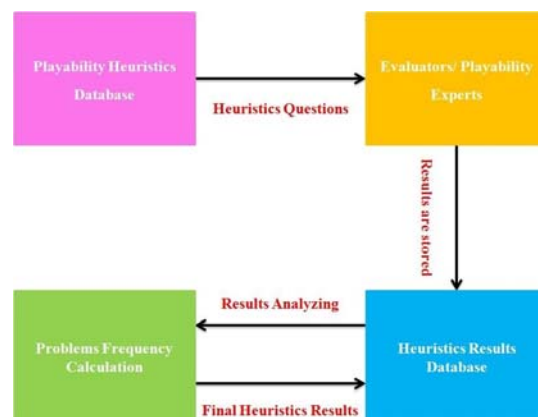 Playability Heuristics
Database
Heuristics Questions
Evaluators/ Playability
Experts
Results are stored
Results Analyzing
Problems Frequency
Calculation
Heuristics Results
Database
Final Heuristics Results